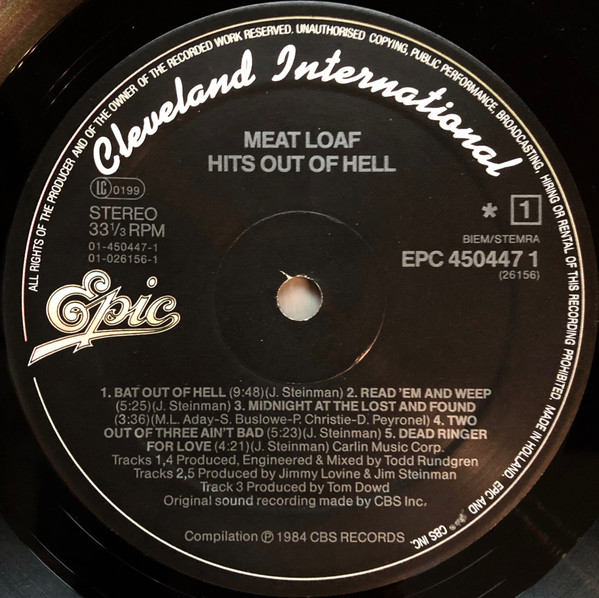 ALL RIGHTS OF THE PRODUCER AND OF THE OWNER OF THE RECORDED WORK RESERVED. UNAUTHORISED COPYING, PUBLIC PERFORMANCE, BROADCASTING, HIRING OR RENTAL OF THIS RECORDING PROHIBITED. MADE IN HOLLAND. EPIC AND CBS INC.
Cleveland International
MEAT LOAF
HITS OUT OF HELL
LC 0199
STEREO
33 1/3 RPM
01-450447-1
01-026156-1
* 1
BIEM/STEMRA
EPC 450447 1
(26156)
Epic
1. BAT OUT OF HELL (9:48)(J. Steinman) 2. READ 'EM AND WEEP
(5:25)(J. Steinman) 3. MIDNIGHT AT THE LOST AND FOUND
(3:36)(M.L. Aday-S. Buslowe-P. Christie-D. Peyronel) 4. TWO
OUT OF THREE AIN'T BAD (5:23)(J. Steinman) 5. DEAD RINGER
FOR LOVE (4:21)(J. Steinman) Carlin Music Corp.
Tracks 1,4 Produced, Engineered & Mixed by Todd Rundgren
Tracks 2,5 Produced by Jimmy Lovine & Jim Steinman
Track 3 Produced by Tom Dowd
Original sound recording made by CBS Inc.
Compilation ℗ 1984 CBS RECORDS